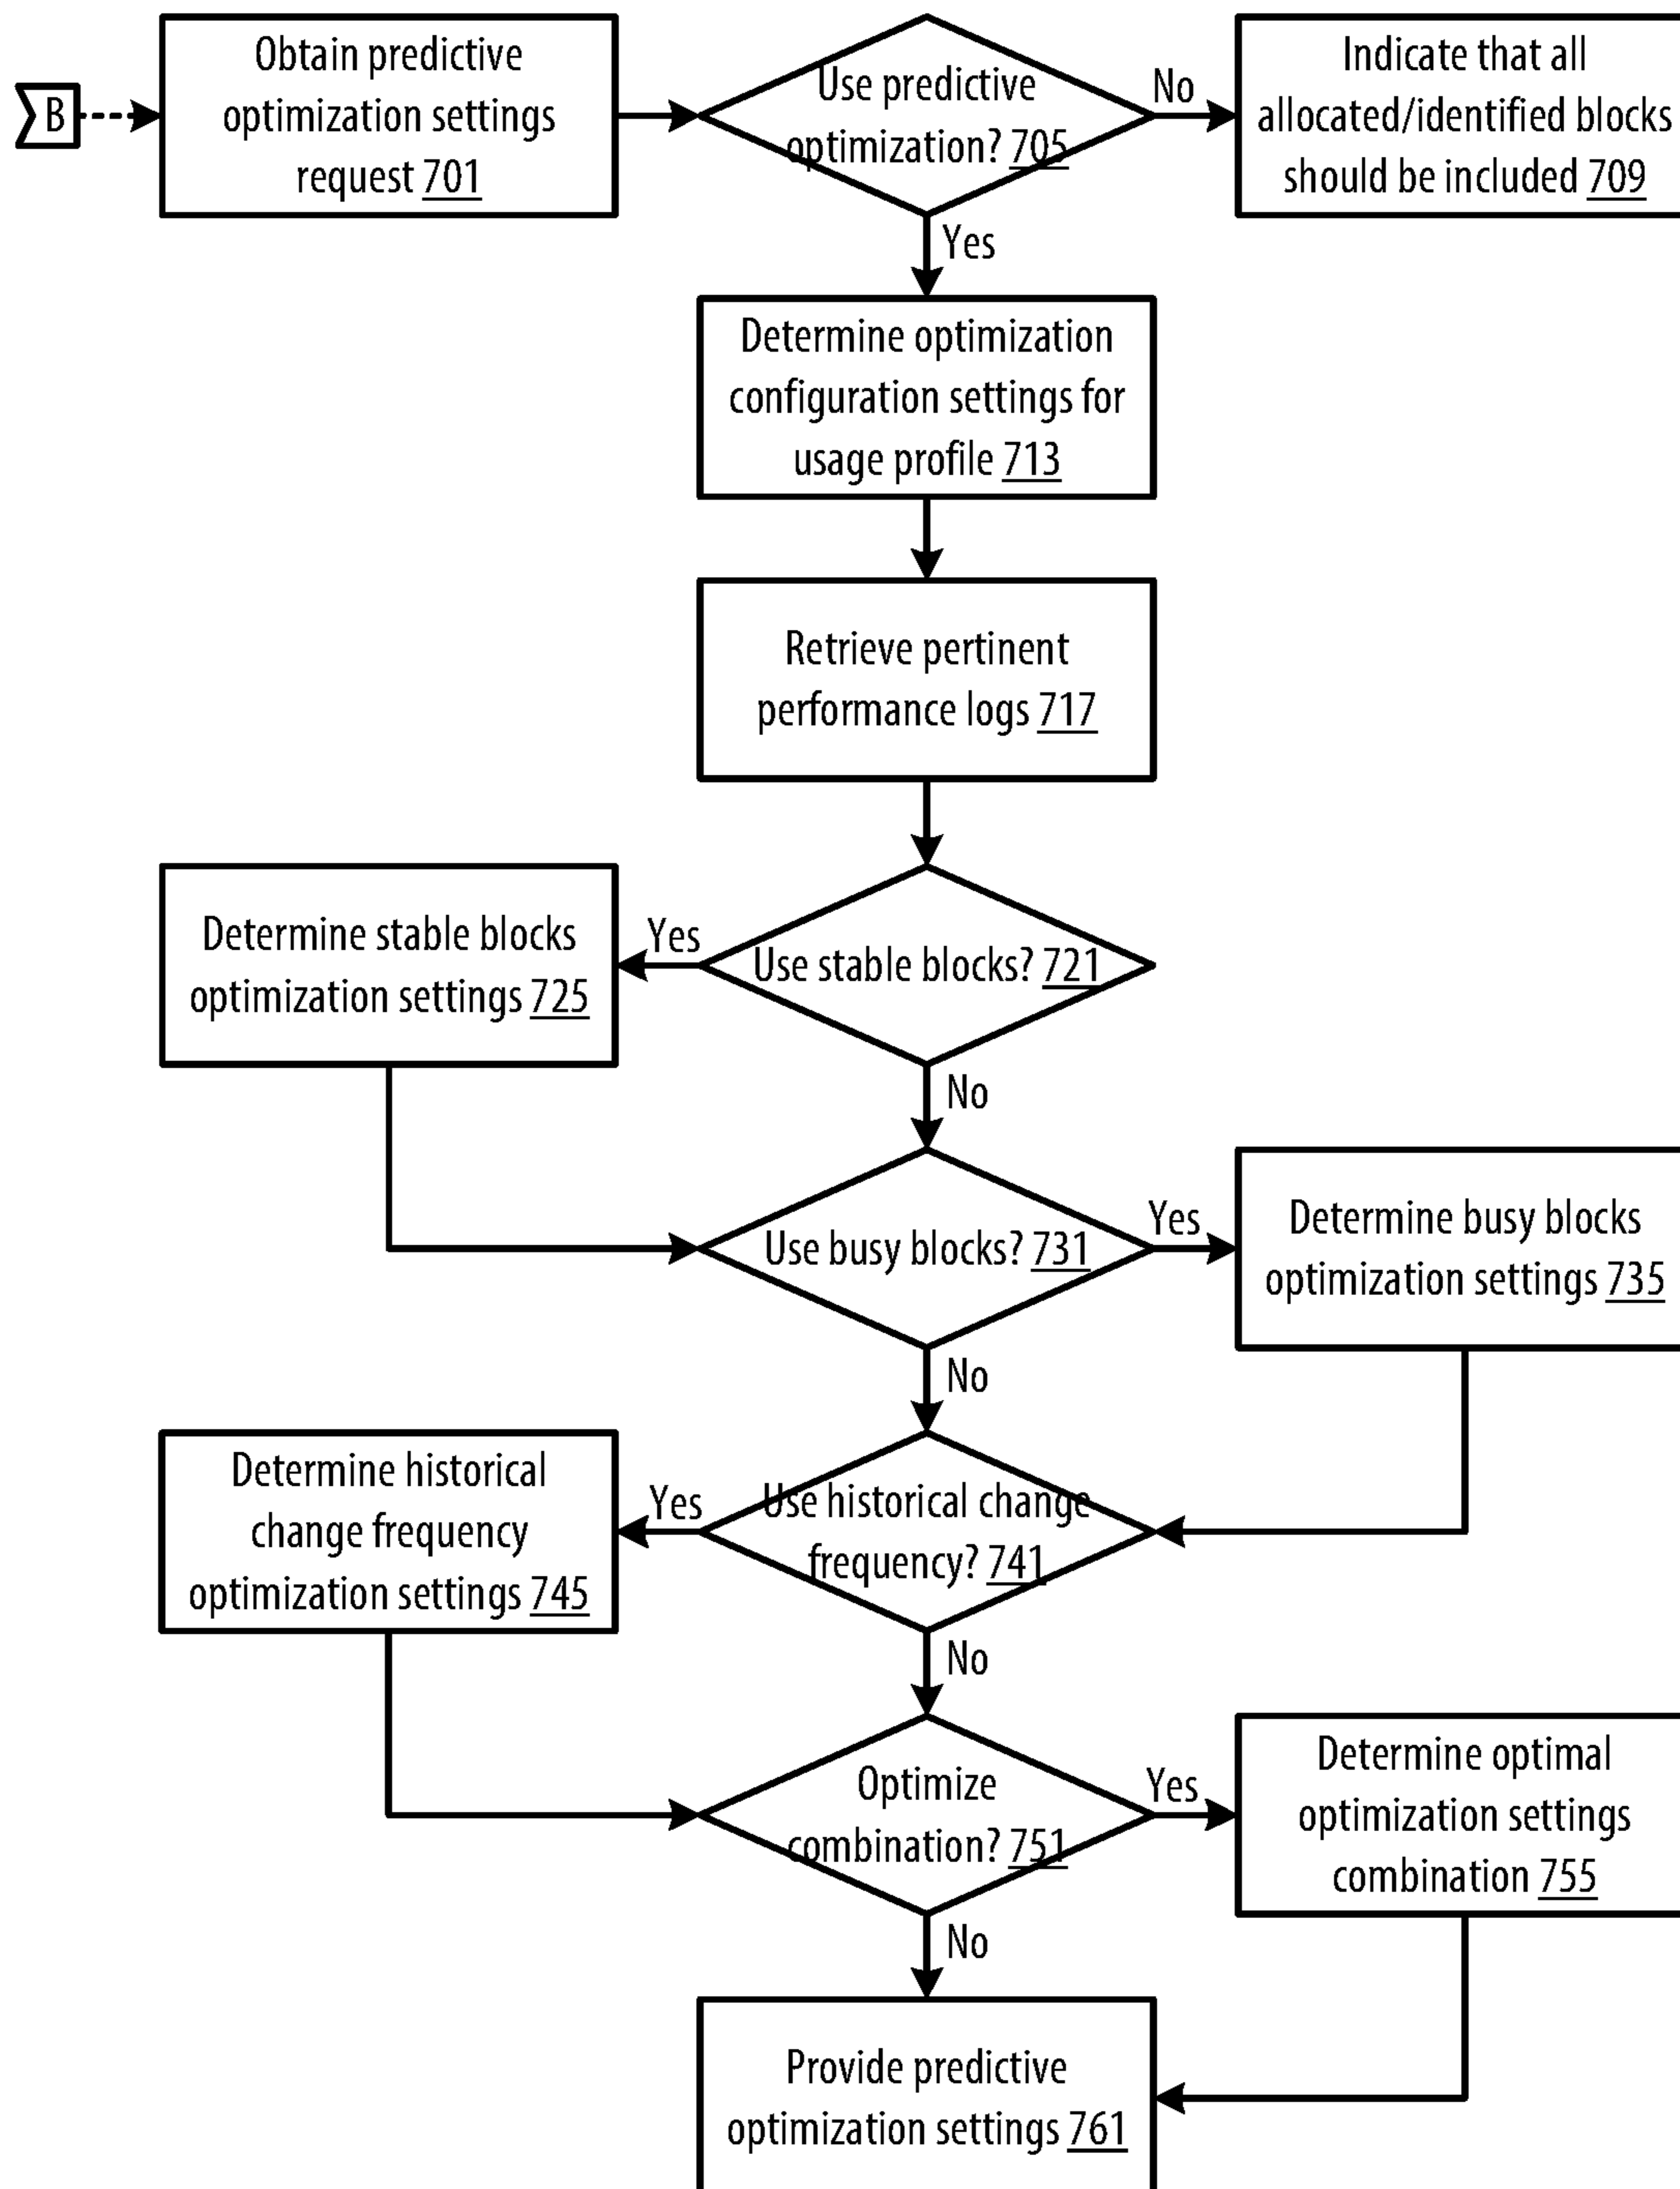 B
Obtain predictive
optimization settings
request 701
Use predictive
optimization? 705
No
Indicate that all
allocated/identified blocks
should be included 709
Yes
Determine optimization
configuration settings for
usage profile 713
Retrieve pertinent
performance logs 717
Determine stable blocks
optimization settings 725
Yes
Use stable blocks? 721
No
Use busy blocks? 731
Yes
Determine busy blocks
optimization settings 735
No
Determine historical
change frequency
optimization settings 745
Yes
Use historical change
frequency? 741
No
Optimize
combination? 751
Yes
Determine optimal
optimization settings
combination 755
No
Provide predictive
optimization settings 761